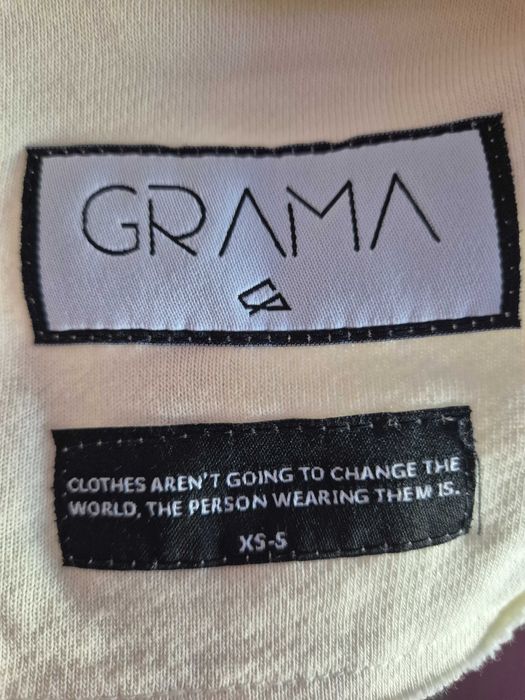 GRAMA
CLOTHES AREN'T GOING TO CHANGE THE
WORLD, THE PERSON WEARING THEM IS.
XS-S